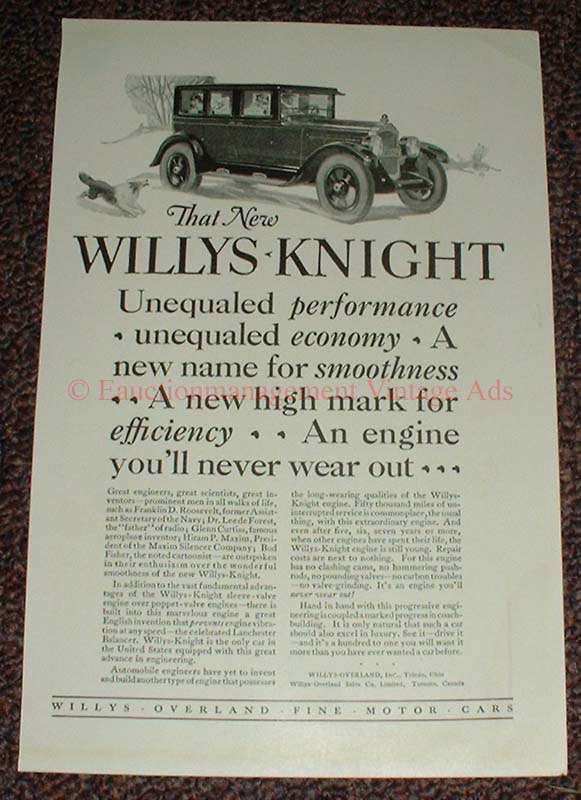 That New
WILLYS-KNIGHT
Unequaled performance
unequaled economy · A
new name for smoothness
© Eauctionmanagement Vintage Ads
· · A new high mark for
efficiency · · An engine
you'll never wear out · · ·
Great engineers, great scientists, great in-
ventors—prominent men in all walks of life,
such as Franklin D. Roosevelt, former Assist-
ant Secretary of the Navy; Dr. Leede Forest,
the "father" of radio; Glenn Curtiss, famous
aeroplane inventor; Hiram P. Maxim, Presi-
dent of the Maxim Silencer Company; Bud
Fisher, the noted cartoonist—are outspoken
in their enthusiasm over the wonderful
smoothness of the new Willys-Knight.
In addition to the vast fundamental advan-
tages of the Willys-Knight sleeve-valve
engine over poppet-valve engines—there is
built into this marvelous engine a great
English invention that prevents engine vibra-
tion at any speed—the celebrated Lanchester
Balancer. Willys-Knight is the only car in
the United States equipped with this great
advance in engineering.
Automobile engineers have yet to invent
and build another type of engine that possesses
the long-wearing qualities of the Willys-
Knight engine. Fifty thousand miles of un-
interrupted service is commonplace, the usual
thing, with this extraordinary engine. And
even after five, six, seven years or more,
when other engines have spent their life, the
Willys-Knight engine is still young. Repair
costs are next to nothing. For this engine
has no clashing cams, no hammering push-
rods, no pounding valves—no carbon troubles
—no valve-grinding. It's an engine you'll
never wear out!
Hand in hand with this progressive engi-
neering is coupled a marked progress in coach-
building. It is only natural that such a car
should also excel in luxury. See it—drive it
—and it's a hundred to one you will want it
more than you have ever wanted a car before.
WILLYS-OVERLAND, Inc., Toledo, Ohio
Willys-Overland Sales Co. Limited, Toronto, Canada
WILLYS · OVERLAND · FINE · MOTOR · CARS